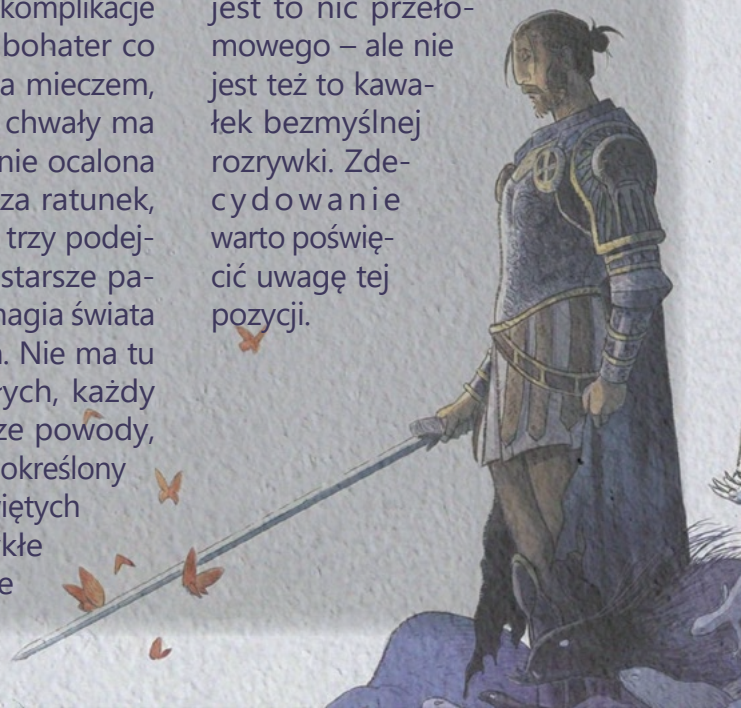 komplikacje
bohater co
a mieczem,
chwały ma
nie ocalona
za ratunek,
trzy podej-
starsze pa-
magia świata
. Nie ma tu
ych, każdy
ze powody,
określony
iętych
kłe
e
jest to nic przeło-
mowego – ale nie
jest też to kawa-
łek bezmyślnej
rozrywki. Zde-
cydowanie
warto poświę-
cić uwagę tej
pozycji.